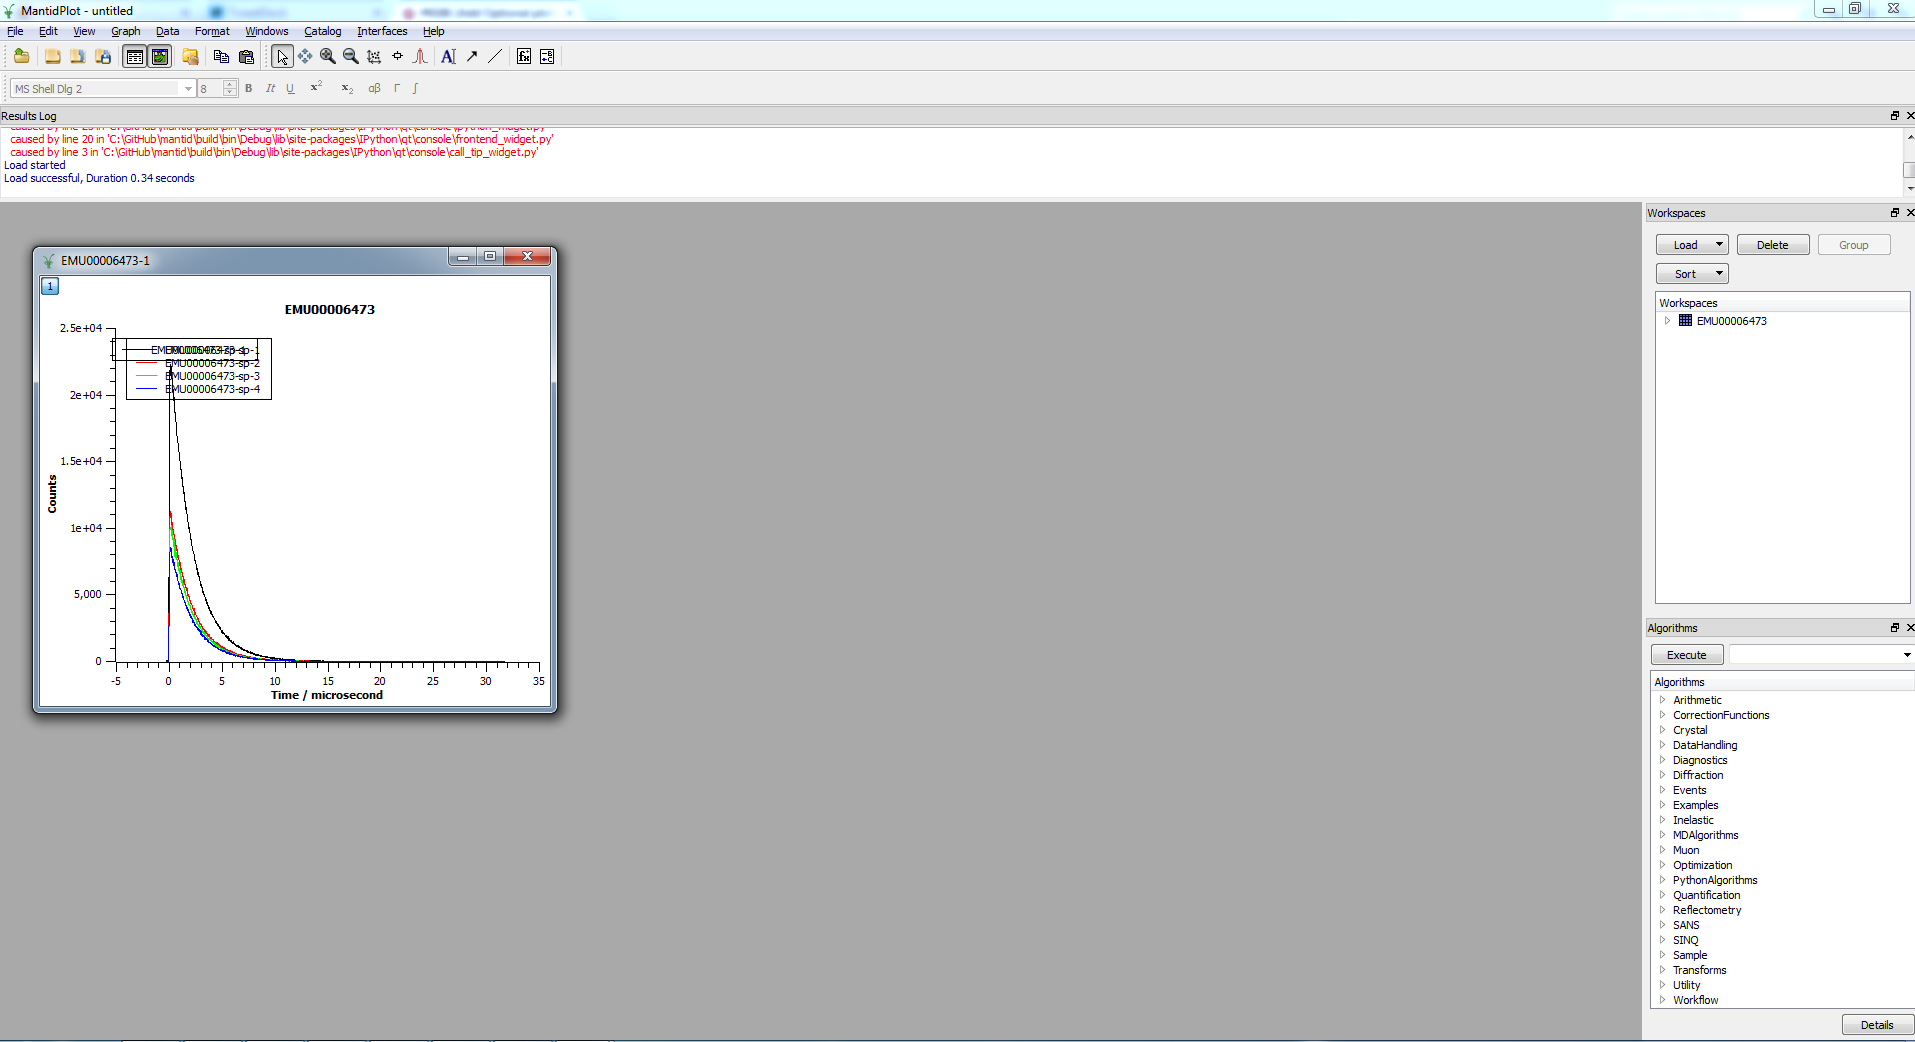 MantidPlot - untitled
File Edit View Graph Data Format Windows Catalog Interfaces Help
MS Shell Dlg 2 8 B It U x² x₂ αβ Γ ∫
Results Log
caused by line 20 in 'C:\GitHub\mantid\build\bin\Debug\lib\site-packages\IPython\qt\console\frontend_widget.py'
caused by line 3 in 'C:\GitHub\mantid\build\bin\Debug\lib\site-packages\IPython\qt\console\call_tip_widget.py'
Load started
Load successful, Duration 0.34 seconds
EMU00006473-1
1
EMU00006473
2.5e+04
2e+04
1.5e+04
1e+04
5,000
0
Counts
EMU00006473-sp-2
EMU00006473-sp-3
EMU00006473-sp-4
-5 0 5 10 15 20 25 30 35
Time / microsecond
Workspaces
Load Delete Group
Sort
Workspaces
EMU00006473
Algorithms
Execute
Algorithms
Arithmetic
CorrectionFunctions
Crystal
DataHandling
Diagnostics
Diffraction
Events
Examples
Inelastic
MDAlgorithms
Muon
Optimization
PythonAlgorithms
Quantification
Reflectometry
SANS
SINQ
Sample
Transforms
Utility
Workflow
Details